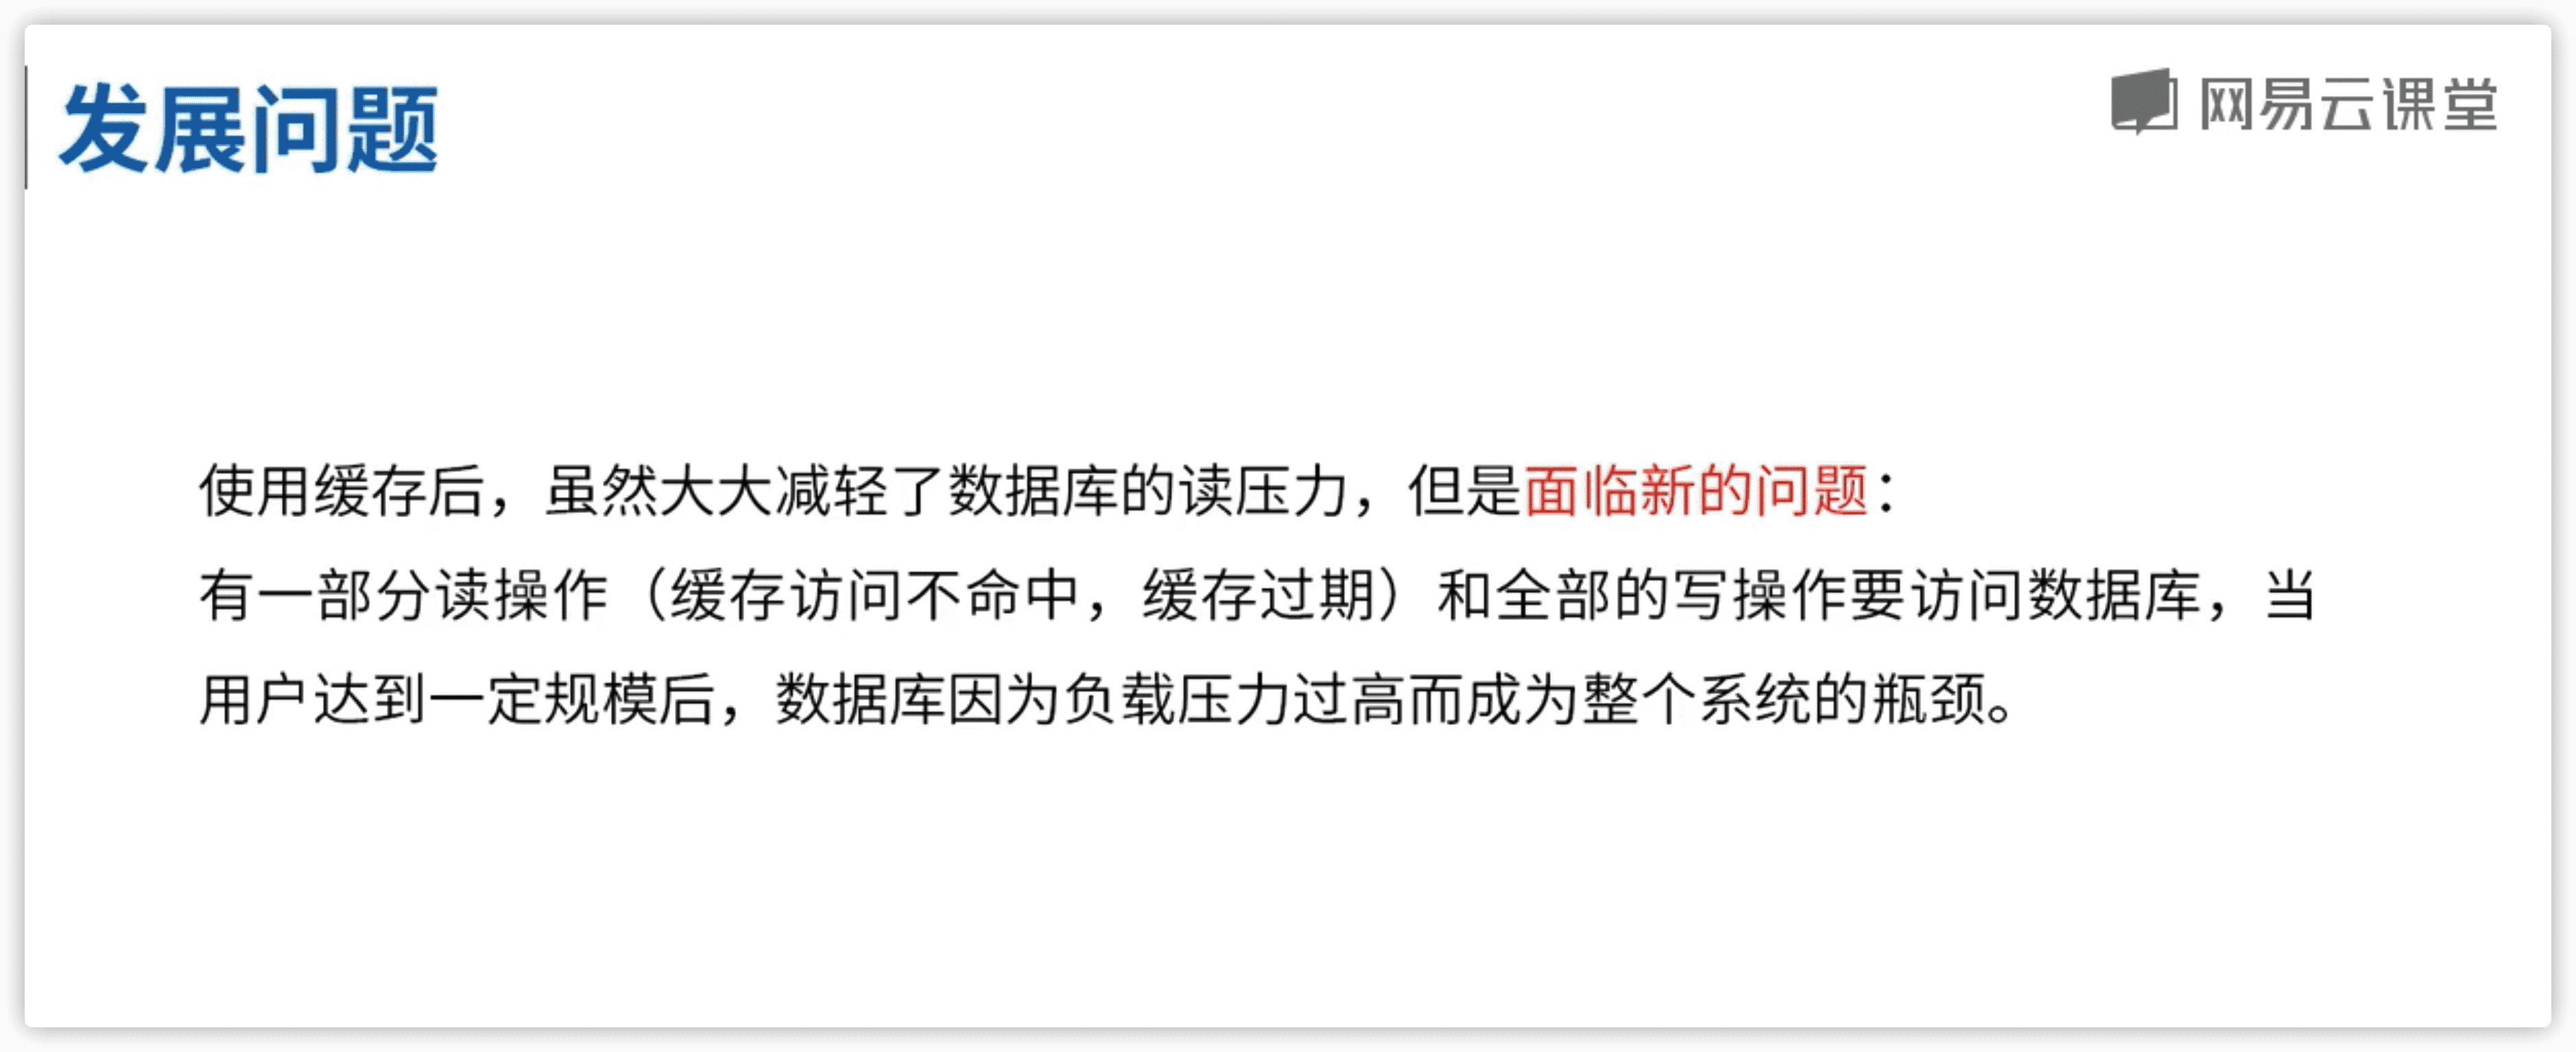 发展问题
网易云课堂
使用缓存后，虽然大大减轻了数据库的读压力，但是面临新的问题：
有一部分读操作（缓存访问不命中，缓存过期）和全部的写操作要访问数据库，当
用户达到一定规模后，数据库因为负载压力过高而成为整个系统的瓶颈。